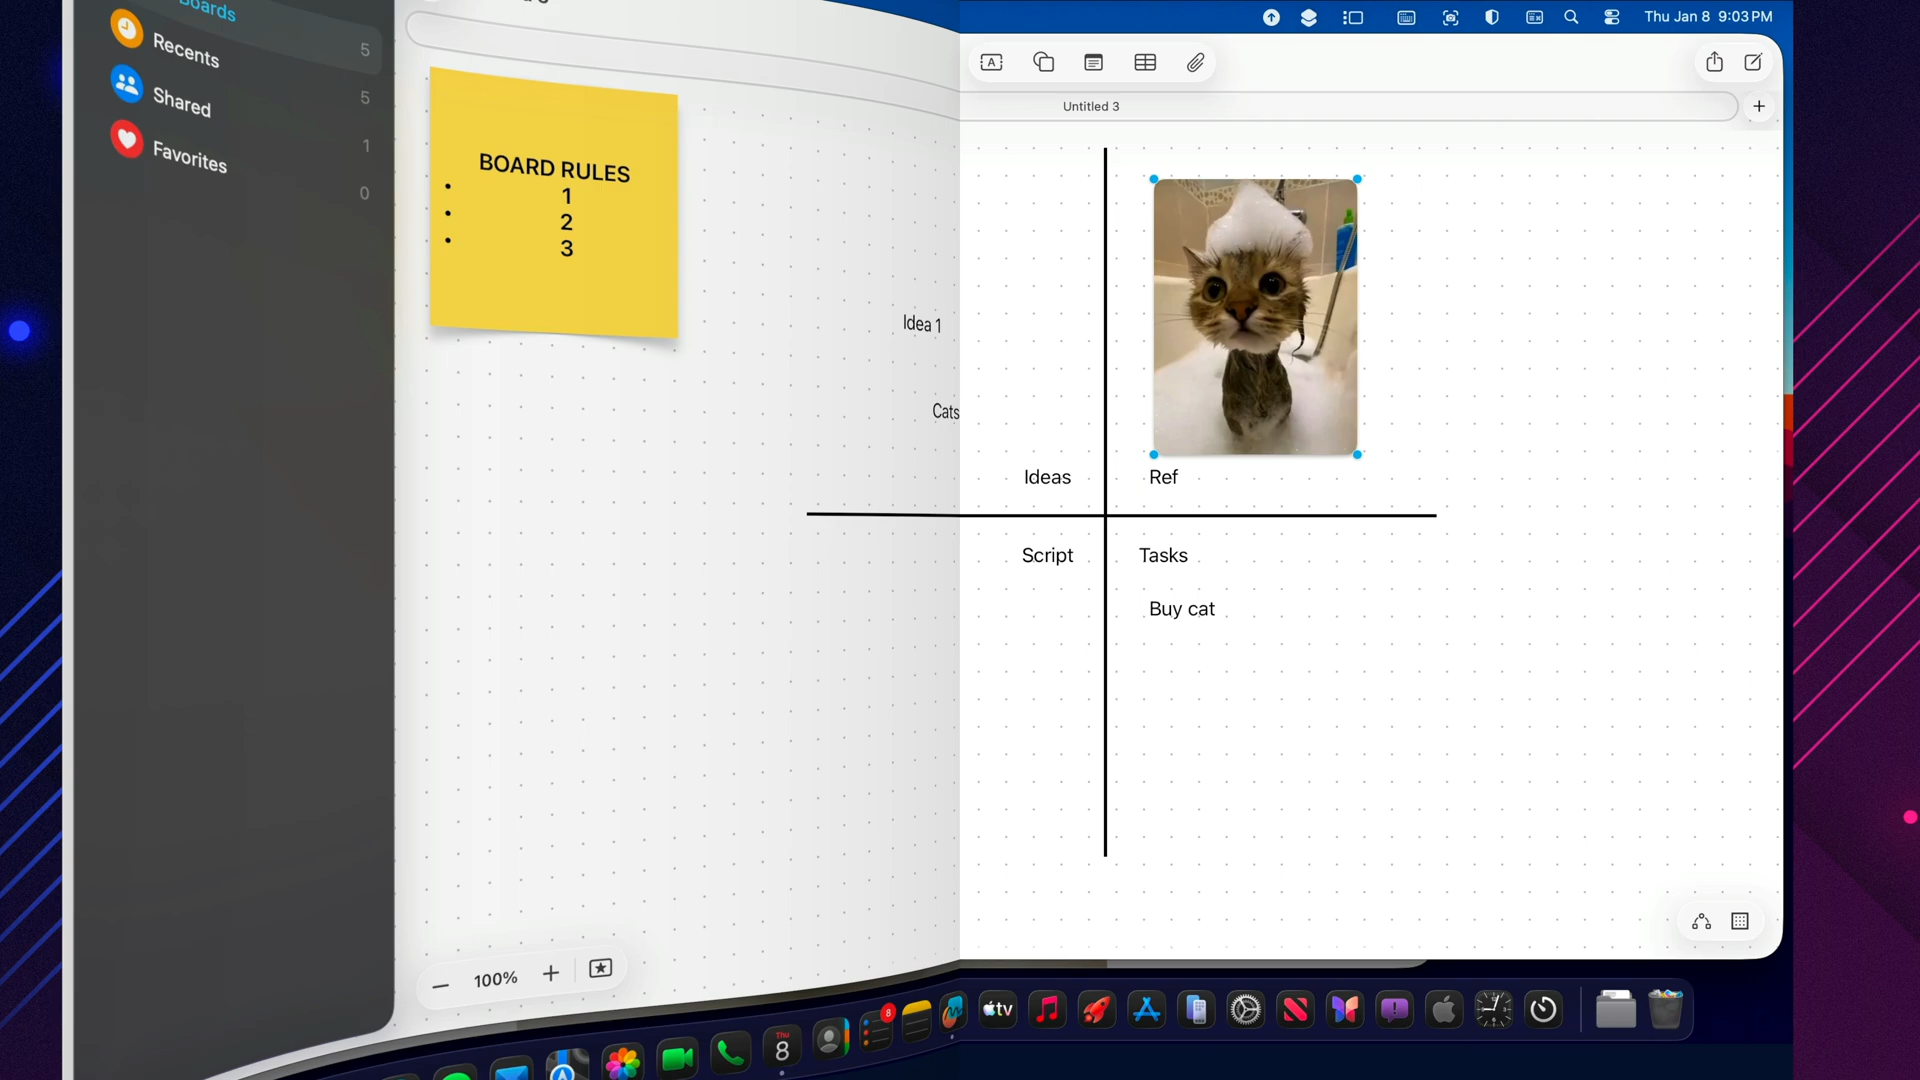 Boards
Recents
5
Shared
5
Favorites
1
0
BOARD RULES
• 1
• 2
• 3
Idea 1
Cats
100%
Thu Jan 8 9:03 PM
A
Untitled 3
Ideas
Ref
Script
Tasks
Buy cat
Thu
8
8
tv